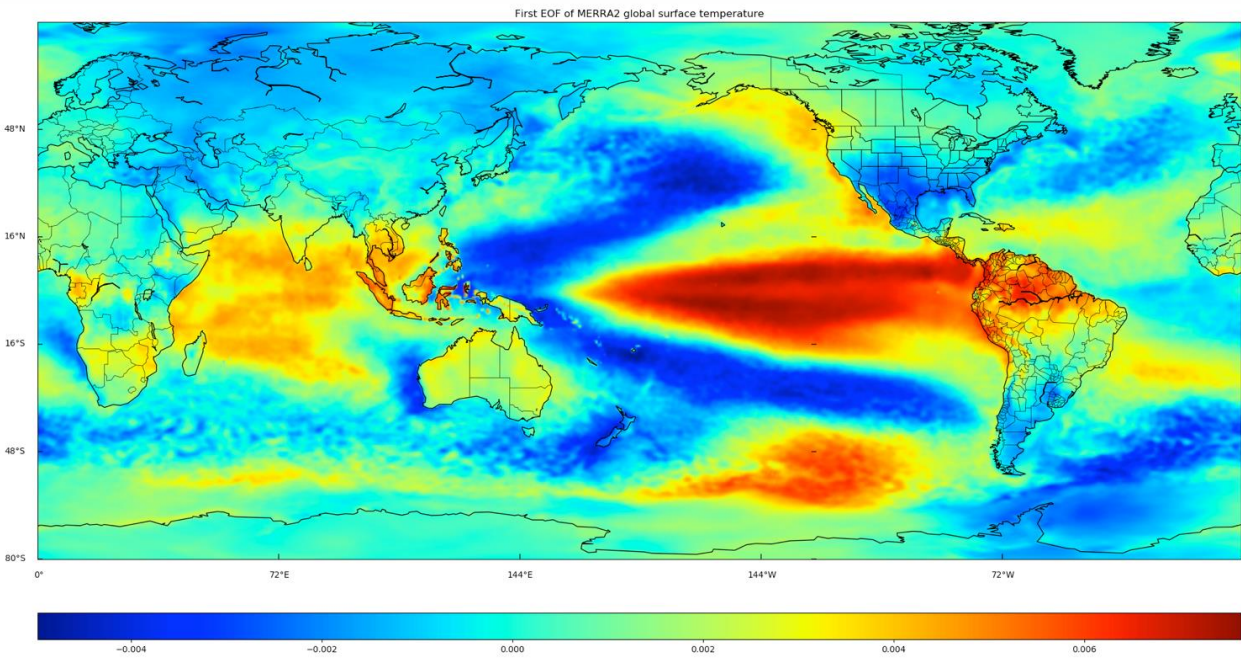 First EOF of MERRA2 global surface temperature
48°N
16°N
16°S
48°S
80°S
0°
72°E
144°E
144°W
72°W
−0.004
−0.002
0.000
0.002
0.004
0.006